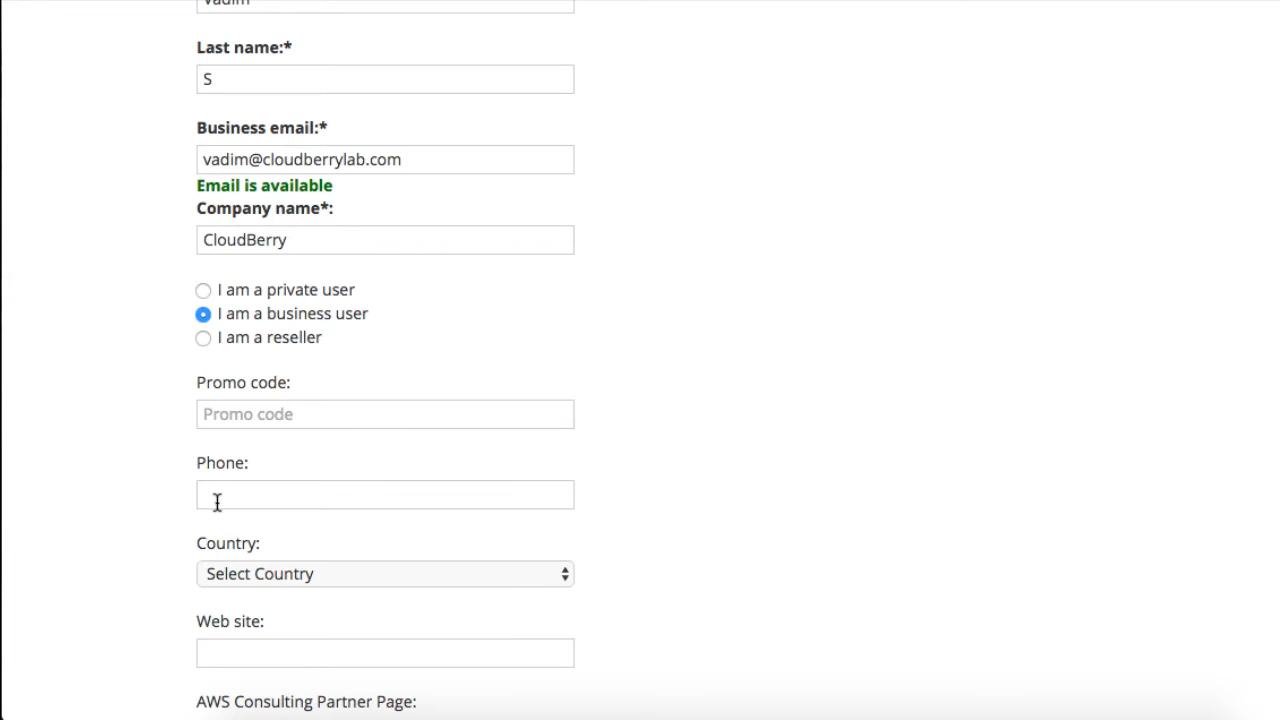 Vadim
Last name:*
S
Business email:*
vadim@cloudberrylab.com
Email is available
Company name*:
CloudBerry
I am a private user
I am a business user
I am a reseller
Promo code:
Promo code
Phone:
Country:
Select Country
Web site:
AWS Consulting Partner Page: